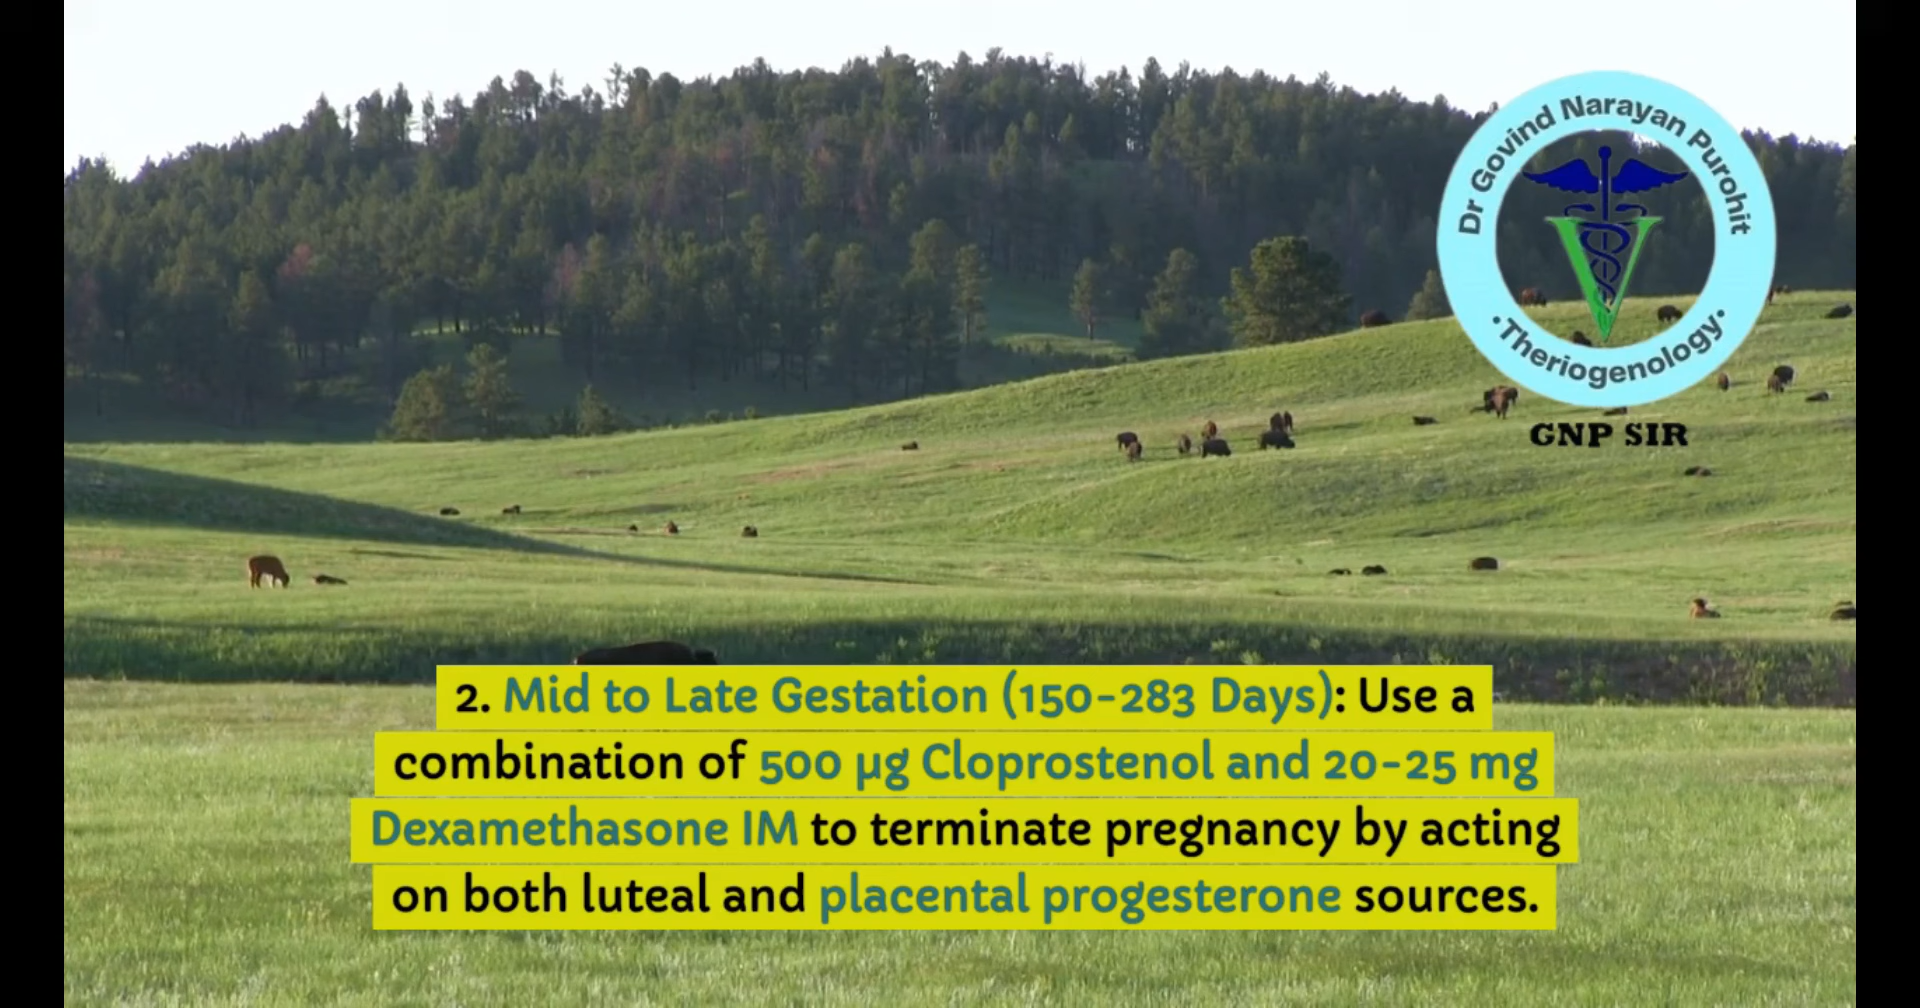 Dr Govind Narayan Purohit
•Theriogenology•
GNP SIR
2. Mid to Late Gestation (150-283 Days): Use a
combination of 500 µg Cloprostenol and 20-25 mg
Dexamethasone IM to terminate pregnancy by acting
on both luteal and placental progesterone sources.